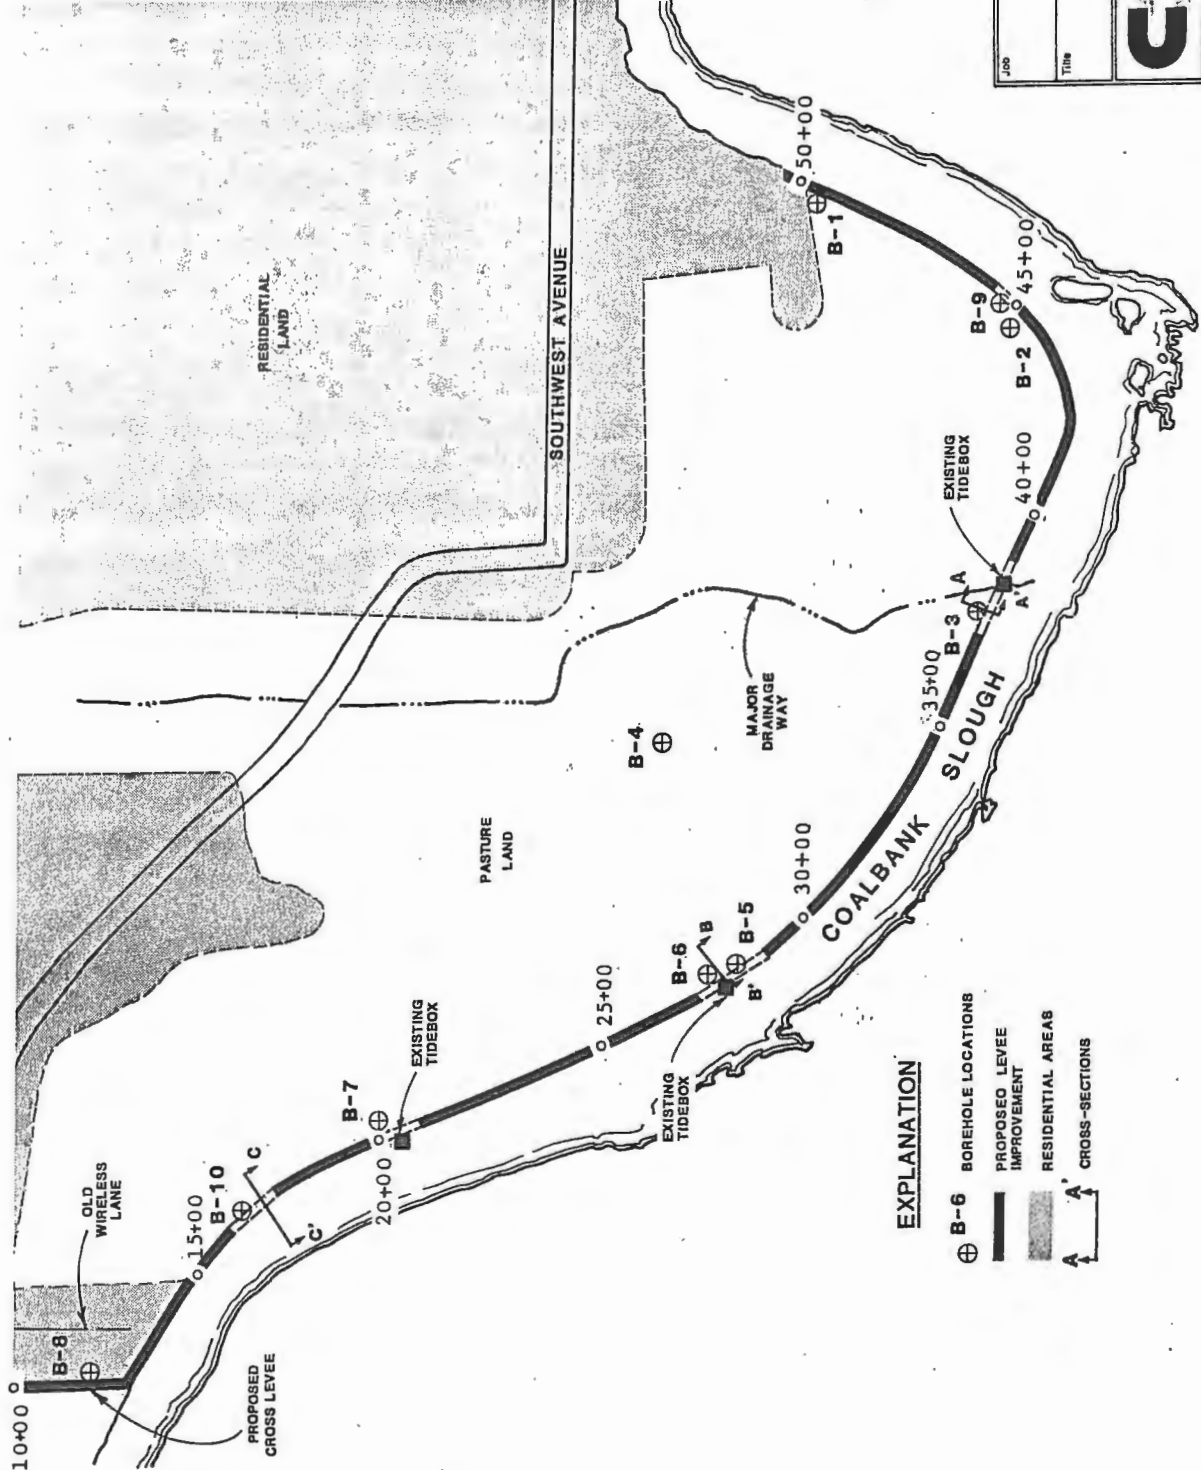 10+00
B-8
PROPOSED
CROSS LEVEE
OLD
WIRELESS
LANE
15+00
B-10
C
C'
20+00
B-7
EXISTING
TIDEBOX
25+00
EXISTING
TIDEBOX
B-6
B
B'
B-5
30+00
COALBANK SLOUGH
PASTURE
LAND
B-4
MAJOR
DRAINAGE
WAY
35+00
B-3
A
A'
EXISTING
TIDEBOX
40+00
B-2
B-9
45+00
B-1
50+00
RESIDENTIAL
LAND
SOUTHWEST AVENUE
EXPLANATION
B-6 BOREHOLE LOCATIONS
PROPOSED LEVEE
IMPROVEMENT
RESIDENTIAL AREAS
A A' CROSS-SECTIONS
Job
Title